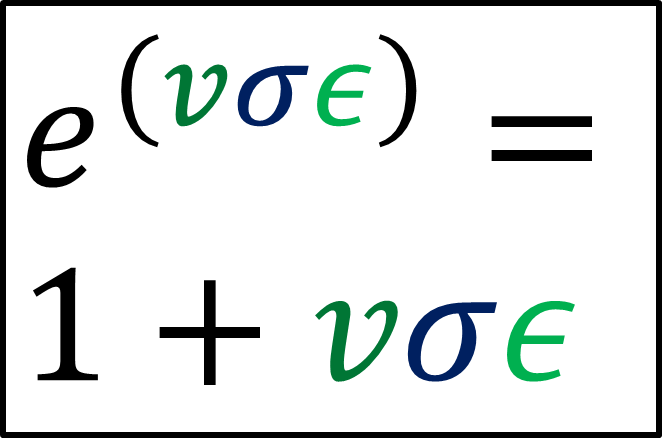 e^(νσϵ) =
1 + νσϵ